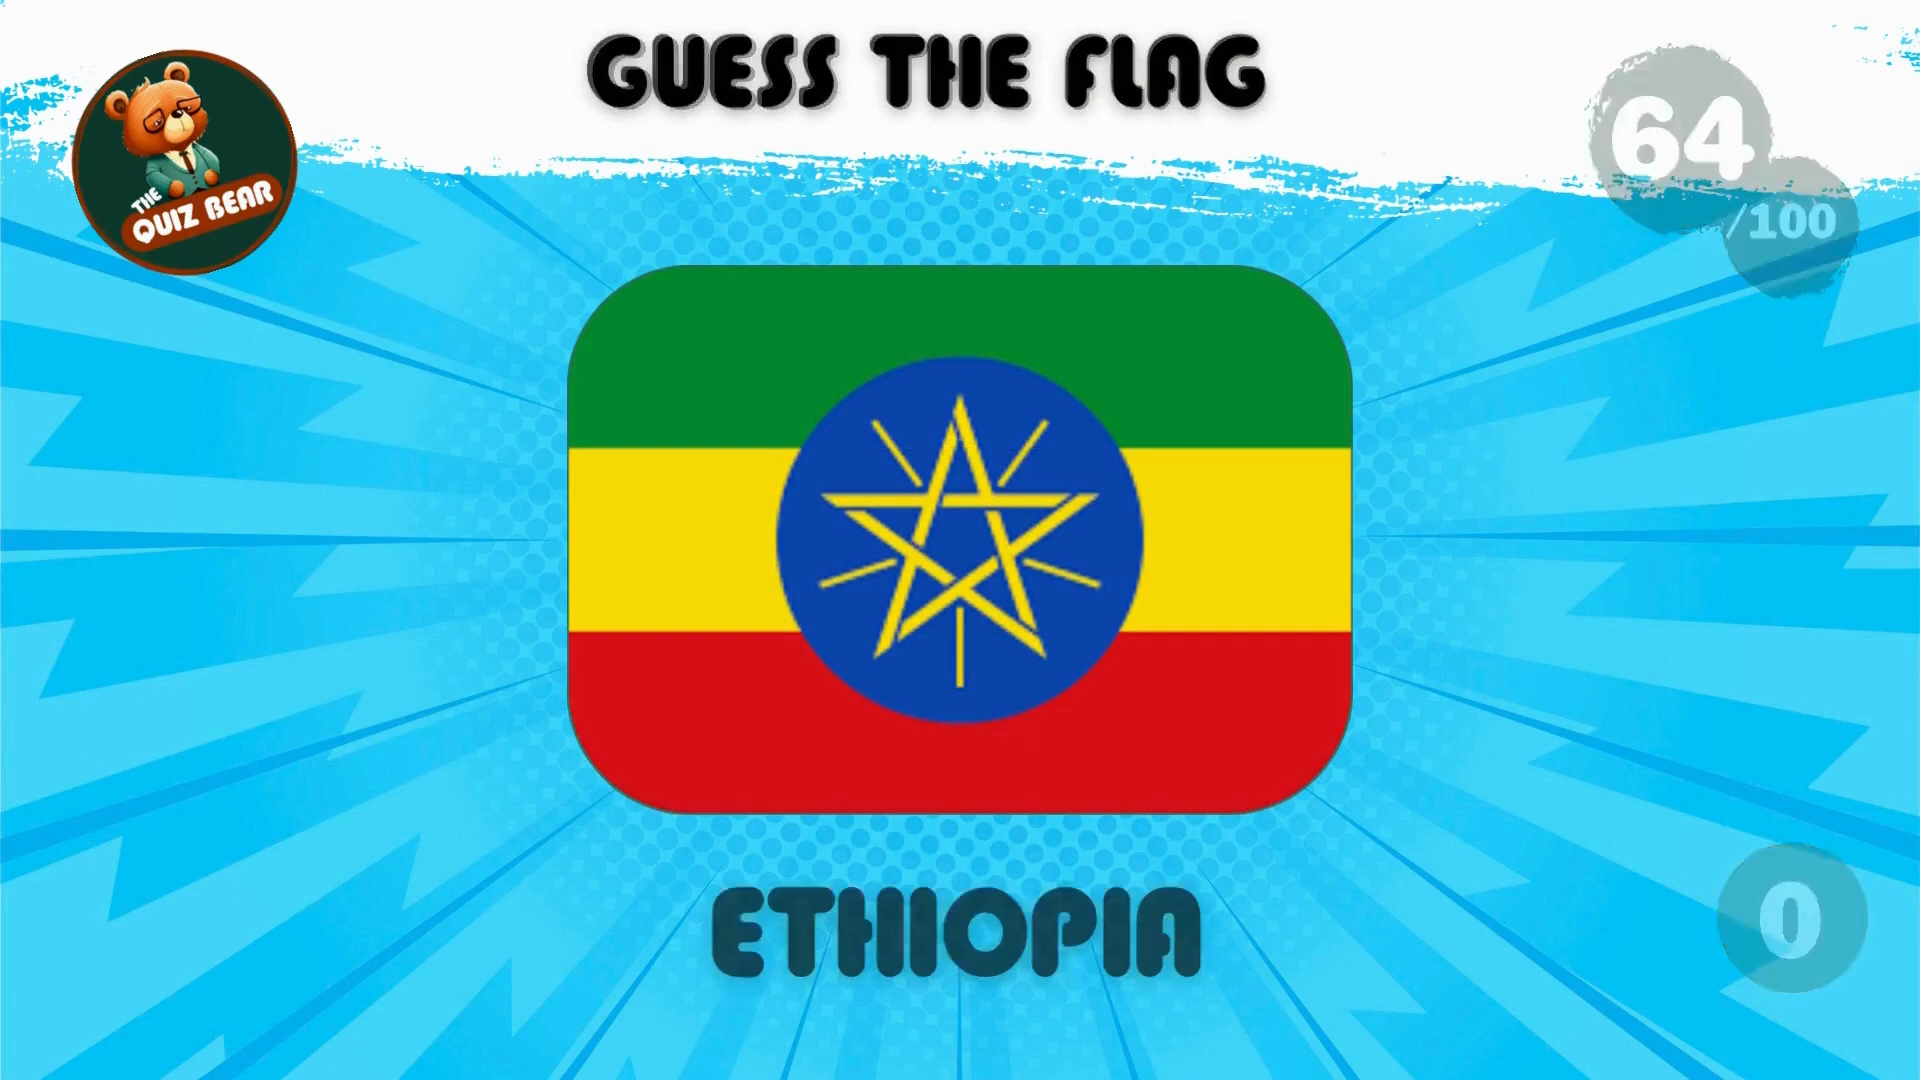 GUESS THE FLAG
THE
QUIZ BEAR
64
/100
ETHIOPIA
0